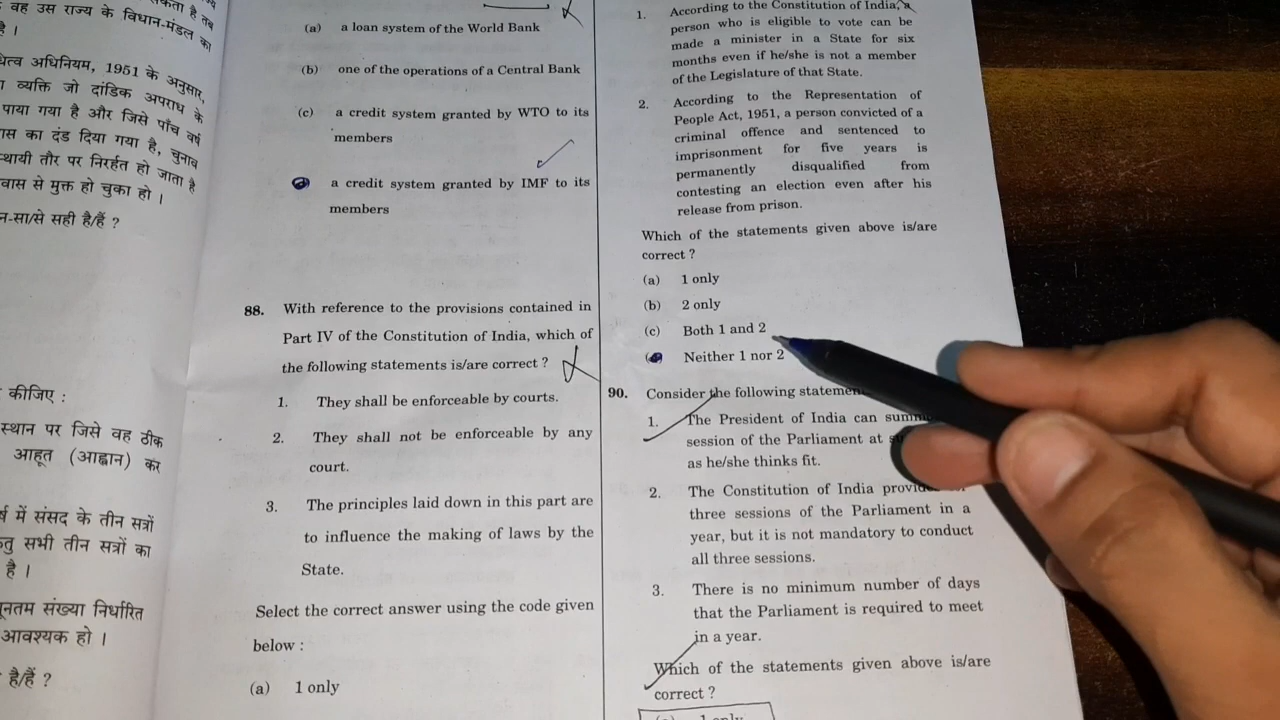 सकता है तब
वह उस राज्य के विधान-मंडल का
है ।
अधिनियम, 1951 के अनुसार,
व्यक्ति जो दांडिक अपराध के
पाया गया है और जिसे पाँच वर्ष
का दंड दिया गया है, चुनाव
स्थायी तौर पर निरर्हत हो जाता है
से मुक्त हो चुका हो ।
न-सा/से सही है/हैं ?
कीजिए :
स्थान पर जिसे वह ठीक
आहूत (आह्वान) कर
में संसद के तीन सत्रों
सभी तीन सत्रों का
है ।
संख्या निर्धारित
आवश्यक हो ।
है/हैं ?
(a) a loan system of the World Bank
(b) one of the operations of a Central Bank
(c) a credit system granted by WTO to its
members
a credit system granted by IMF to its
members
88. With reference to the provisions contained in
Part IV of the Constitution of India, which of
the following statements is/are correct ?
1. They shall be enforceable by courts.
2. They shall not be enforceable by any
court.
3. The principles laid down in this part are
to influence the making of laws by the
State.
Select the correct answer using the code given
below :
(a) 1 only
1. According to the Constitution of India, a
person who is eligible to vote can be
made a minister in a State for six
months even if he/she is not a member
of the Legislature of that State.
2. According to the Representation of
People Act, 1951, a person convicted of a
criminal offence and sentenced to
imprisonment for five years is
permanently disqualified from
contesting an election even after his
release from prison.
Which of the statements given above is/are
correct ?
(a) 1 only
(b) 2 only
(c) Both 1 and 2
Neither 1 nor 2
90. Consider the following
1. The President of India can
session of the Parliament at
as he/she thinks fit.
2. The Constitution of India
three sessions of the Parliament in a
year, but it is not mandatory to conduct
all three sessions.
3. There is no minimum number of days
that the Parliament is required to meet
in a year.
Which of the statements given above is/are
correct ?
(a) 1 only